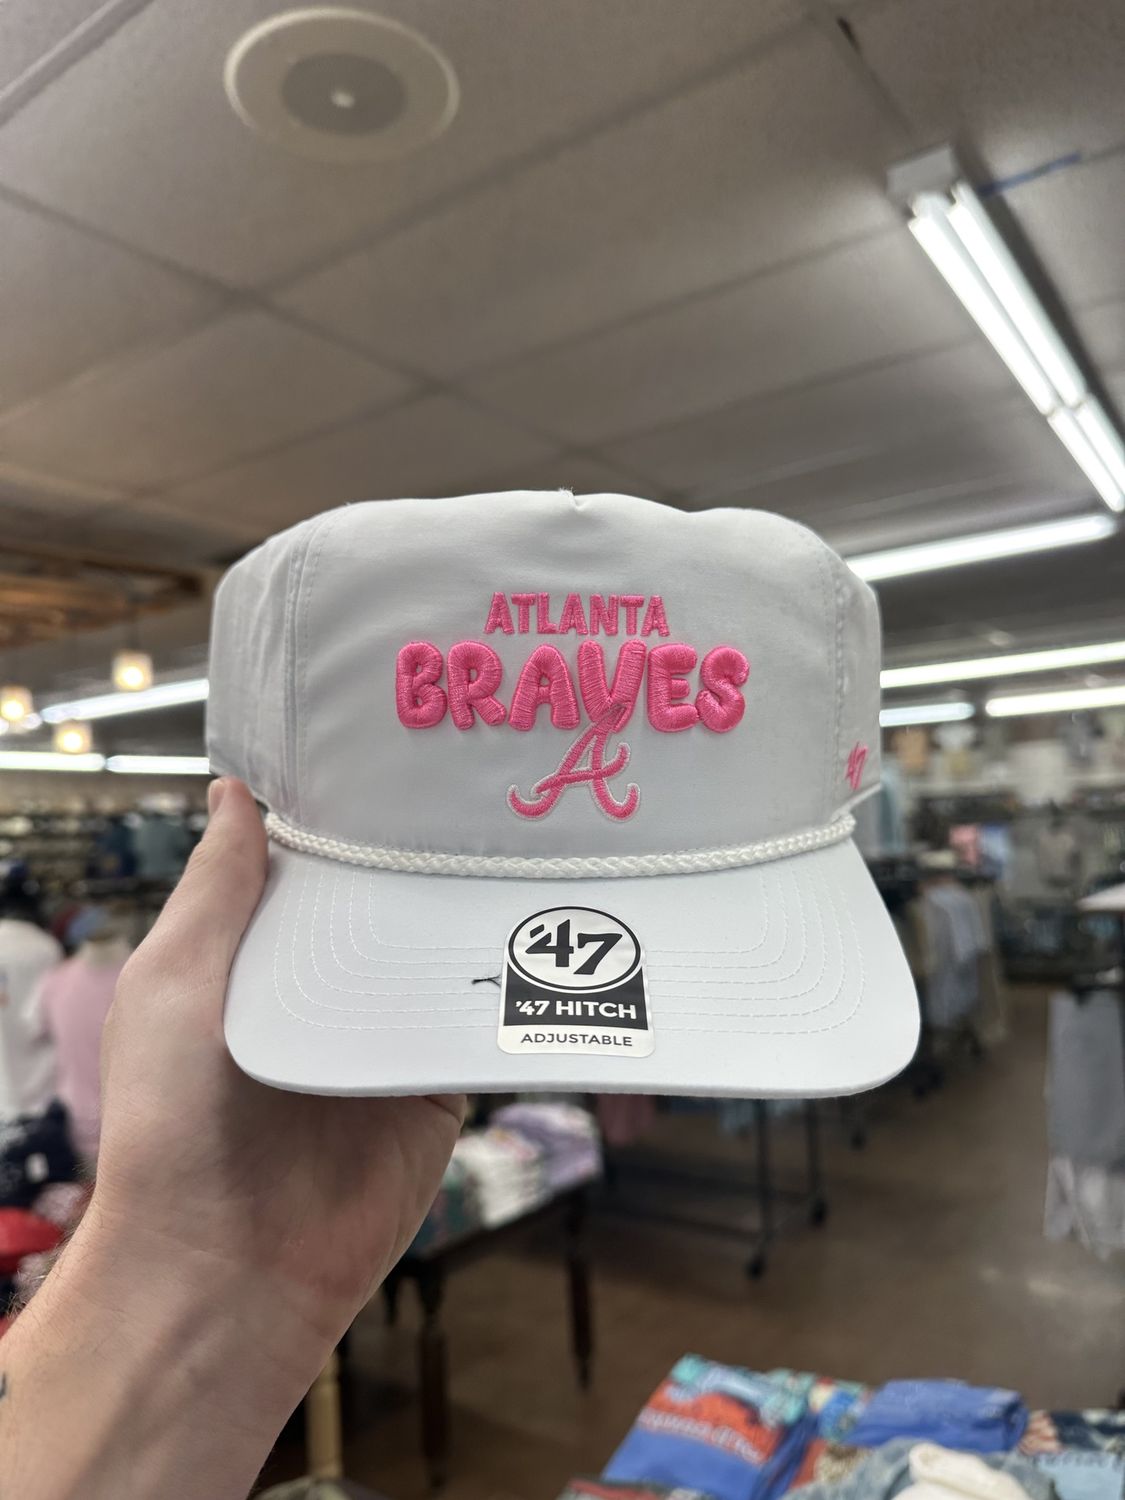 ATLANTA
BRAVES
A
47
'47
'47 HITCH
ADJUSTABLE